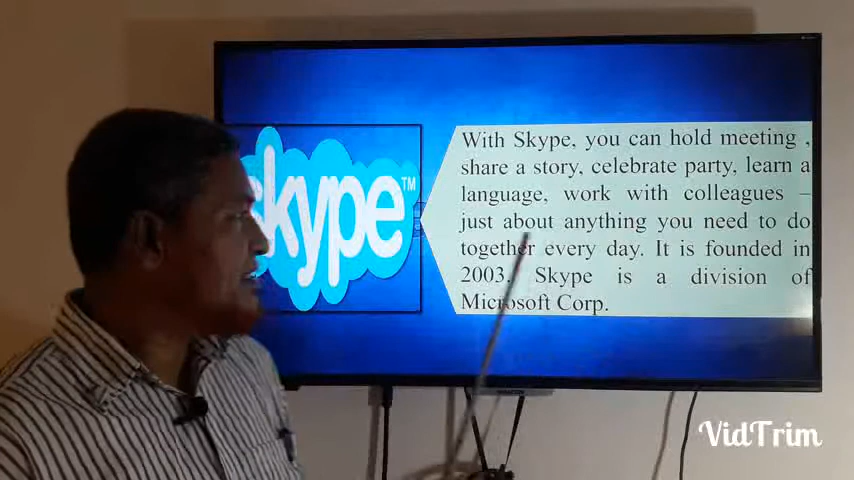 skype™
With Skype, you can hold meeting ,
share a story, celebrate party, learn a
language, work with colleagues –
just about anything you need to do
together every day. It is founded in
2003. Skype is a division of
Microsoft Corp.
VidTrim